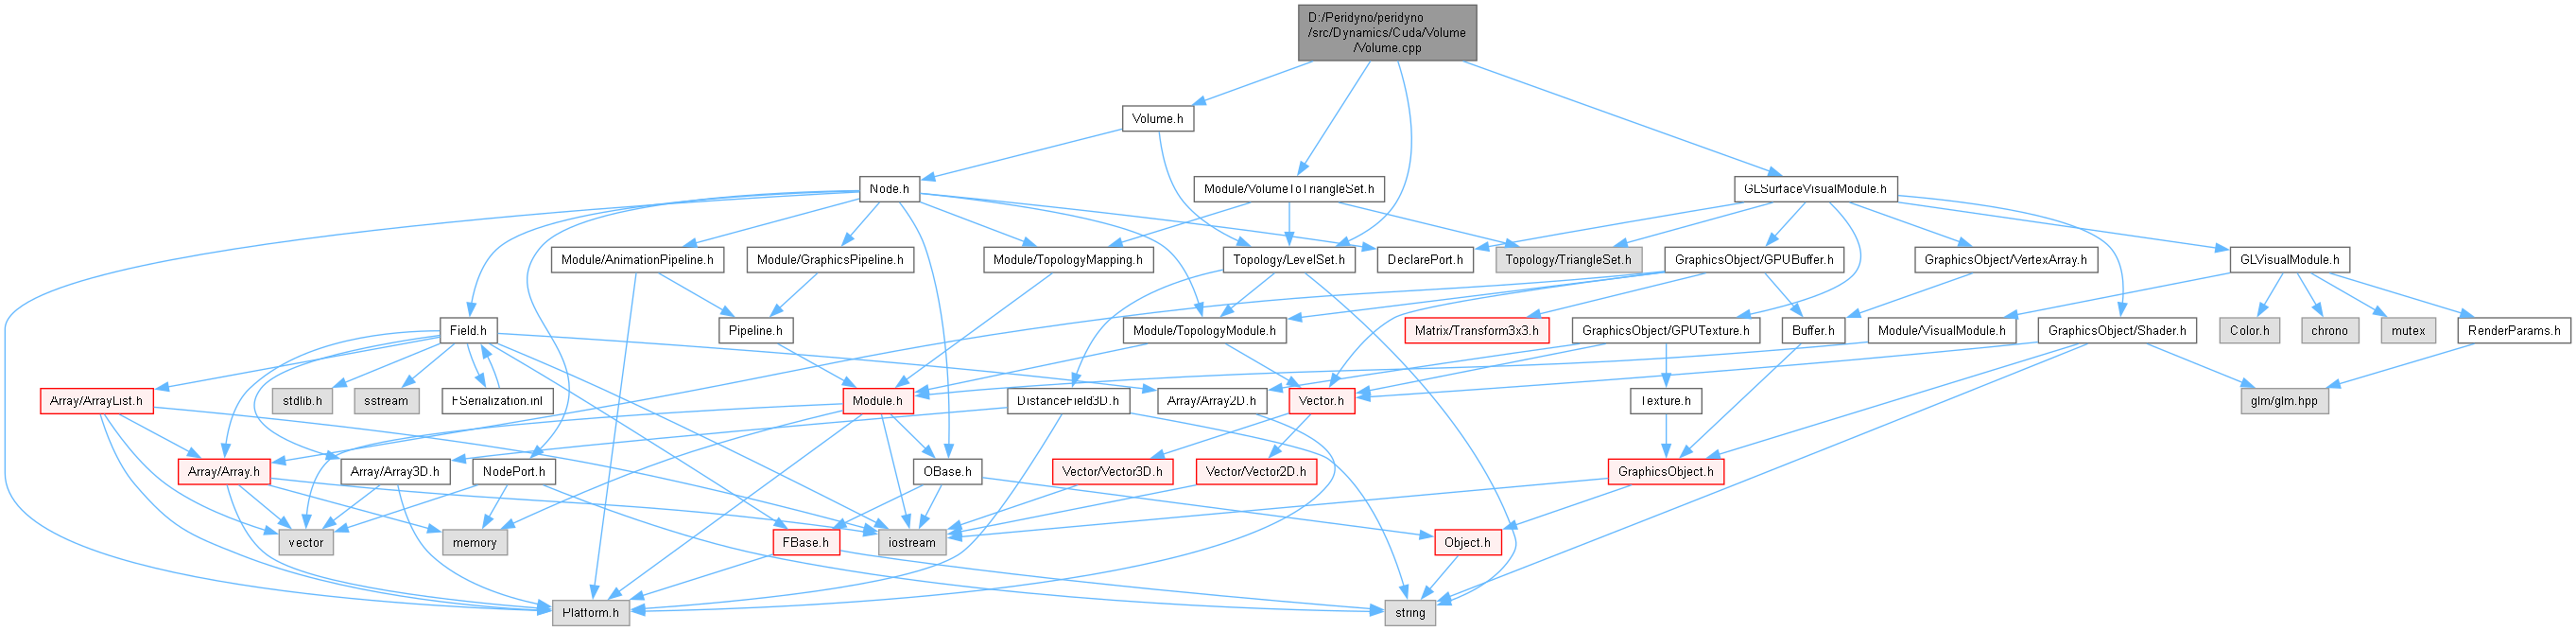 D:/Peridyno/peridyno
/src/Dynamics/Cuda/Volume
/Volume.cpp
Volume.h
Node.h
Module/VolumeToTriangleSet.h
GLSurfaceVisualModule.h
Module/AnimationPipeline.h
Module/GraphicsPipeline.h
Module/TopologyMapping.h
Topology/LevelSet.h
DeclarePort.h
Topology/TriangleSet.h
GraphicsObject/GPUBuffer.h
GraphicsObject/VertexArray.h
GLVisualModule.h
Field.h
Pipeline.h
Module/TopologyModule.h
Matrix/Transform3x3.h
GraphicsObject/GPUTexture.h
Buffer.h
Module/VisualModule.h
GraphicsObject/Shader.h
Color.h
chrono
mutex
RenderParams.h
Array/ArrayList.h
stdlib.h
sstream
FSerialization.inl
Module.h
DistanceField3D.h
Array/Array2D.h
Vector.h
Texture.h
glm/glm.hpp
Array/Array.h
Array/Array3D.h
NodePort.h
OBase.h
Vector/Vector3D.h
Vector/Vector2D.h
GraphicsObject.h
vector
memory
FBase.h
iostream
Object.h
Platform.h
string